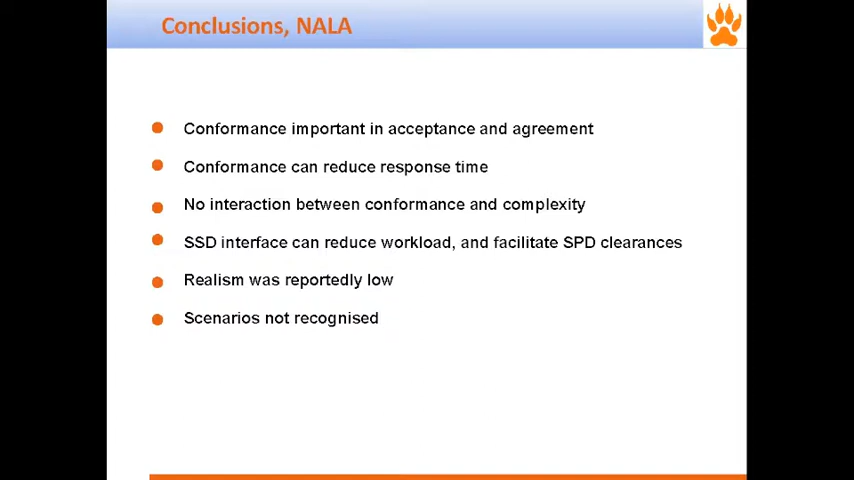 Conclusions, NALA
Conformance important in acceptance and agreement
Conformance can reduce response time
No interaction between conformance and complexity
SSD interface can reduce workload, and facilitate SPD clearances
Realism was reportedly low
Scenarios not recognised